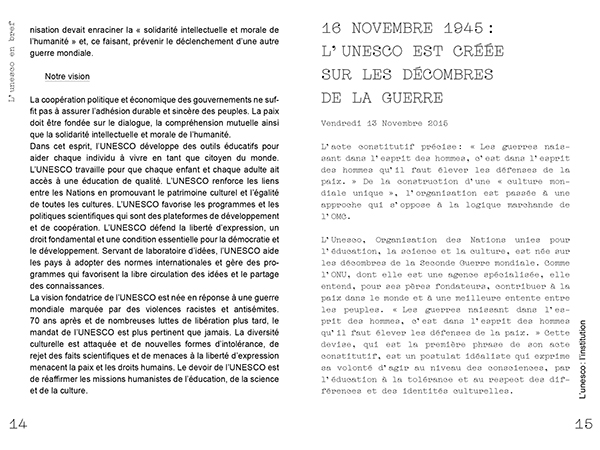 L'unesco en bref
nisation devait enraciner la « solidarité intellectuelle et morale de
l'humanité » et, ce faisant, prévenir le déclenchement d'une autre
guerre mondiale.
Notre vision
La coopération politique et économique des gouvernements ne suf-
fit pas à assurer l'adhésion durable et sincère des peuples. La paix
doit être fondée sur le dialogue, la compréhension mutuelle ainsi
que la solidarité intellectuelle et morale de l'humanité.
Dans cet esprit, l'UNESCO développe des outils éducatifs pour
aider chaque individu à vivre en tant que citoyen du monde.
L'UNESCO travaille pour que chaque enfant et chaque adulte ait
accès à une éducation de qualité. L'UNESCO renforce les liens
entre les Nations en promouvant le patrimoine culturel et l'égalité
de toutes les cultures. L'UNESCO favorise les programmes et les
politiques scientifiques qui sont des plateformes de développement
et de coopération. L'UNESCO défend la liberté d'expression, un
droit fondamental et une condition essentielle pour la démocratie et
le développement. Servant de laboratoire d'idées, l'UNESCO aide
les pays à adopter des normes internationales et gère des pro-
grammes qui favorisent la libre circulation des idées et le partage
des connaissances.
La vision fondatrice de l'UNESCO est née en réponse à une guerre
mondiale marquée par des violences racistes et antisémites.
70 ans après et de nombreuses luttes de libération plus tard, le
mandat de l'UNESCO est plus pertinent que jamais. La diversité
culturelle est attaquée et de nouvelles formes d'intolérance, de
rejet des faits scientifiques et de menaces à la liberté d'expression
menacent la paix et les droits humains. Le devoir de l'UNESCO est
de réaffirmer les missions humanistes de l'éducation, de la science
et de la culture.
14
16 NOVEMBRE 1945 :
L'UNESCO EST CRÉÉE
SUR LES DÉCOMBRES
DE LA GUERRE
Vendredi 13 Novembre 2015
L'acte constitutif précise : « Les guerres nais-
sant dans l'esprit des hommes, c'est dans l'esprit
des hommes qu'il faut élever les défenses de la
paix. » De la construction d'une « culture mon-
diale unique », l'organisation est passée à une
approche qui s'oppose à la logique marchande de
l'OMC.
L'Unesco, Organisation des Nations unies pour
l'éducation, la science et la culture, est née sur
les décombres de la Seconde Guerre mondiale. Comme
l'ONU, dont elle est une agence spécialisée, elle
entend, pour ses pères fondateurs, contribuer à la
paix dans le monde et à une meilleure entente entre
les peuples. « Les guerres naissant dans l'es-
prit des hommes, c'est dans l'esprit des hommes
qu'il faut élever les défenses de la paix. » Cette
devise, qui est la première phrase de son acte
constitutif, est un postulat idéaliste qui exprime
sa volonté d'agir au niveau des consciences, par
l'éducation à la tolérance et au respect des dif-
férences et des identités culturelles.
L'unesco : l'institution
15